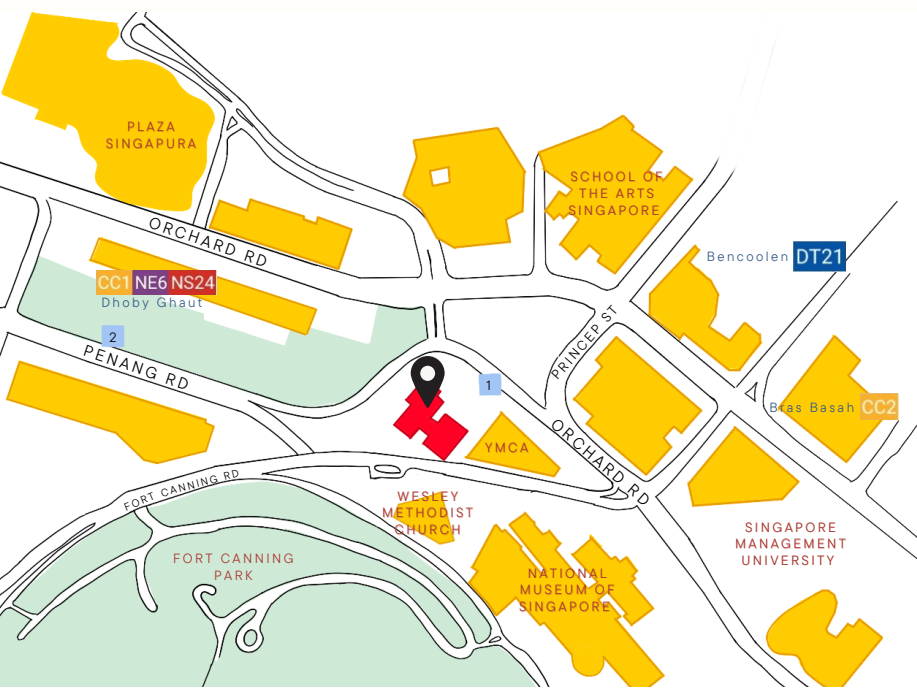 PLAZA
SINGAPURA
SCHOOL OF
THE ARTS
SINGAPORE
ORCHARD RD
Bencoolen DT21
CC1 NE6 NS24
Dhoby Ghaut
2
PENANG RD
PRINCEP ST
1
Bras Basah CC2
ORCHARD RD
YMCA
FORT CANNING RD
WESLEY
METHODIST
CHURCH
SINGAPORE
MANAGEMENT
UNIVERSITY
FORT CANNING
PARK
NATIONAL
MUSEUM OF
SINGAPORE